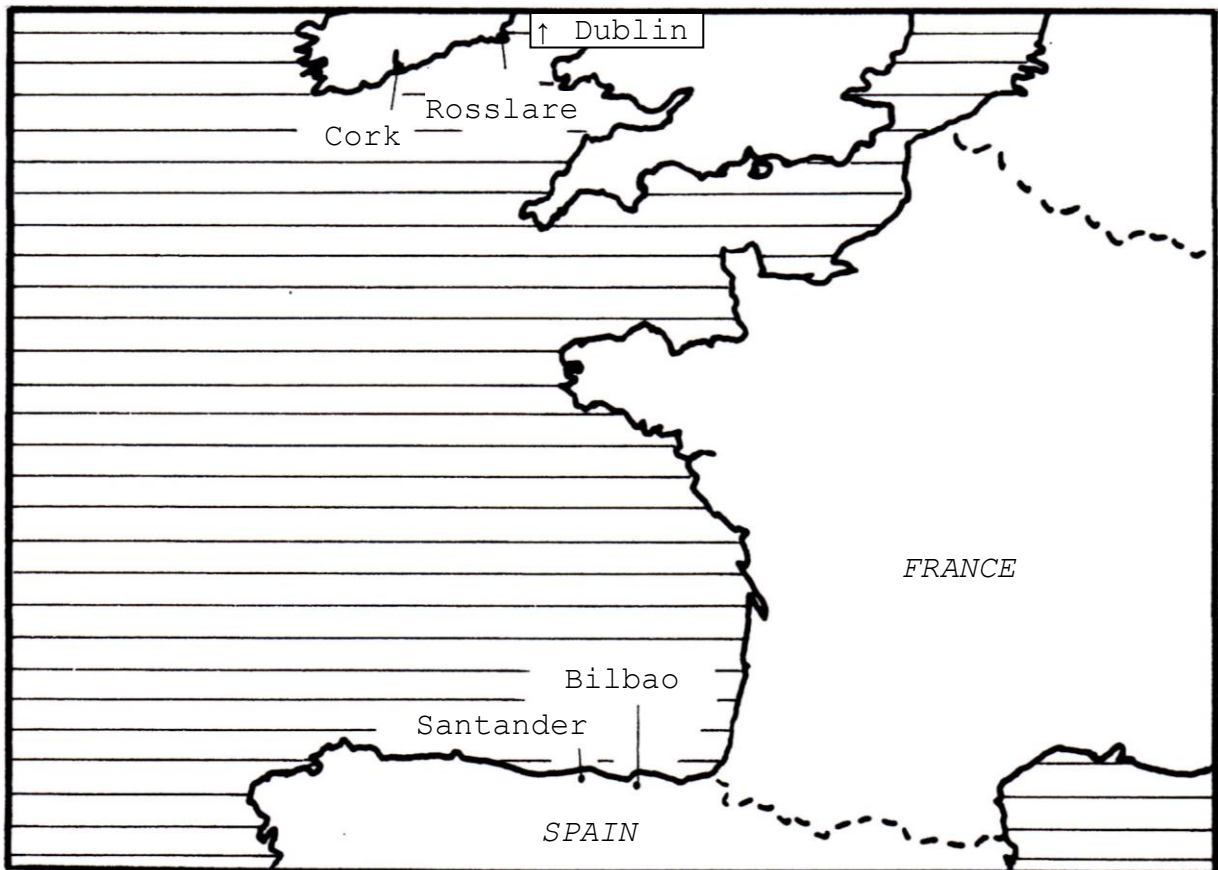 ↑ Dublin
Rosslare
Cork
FRANCE
Bilbao
Santander
SPAIN